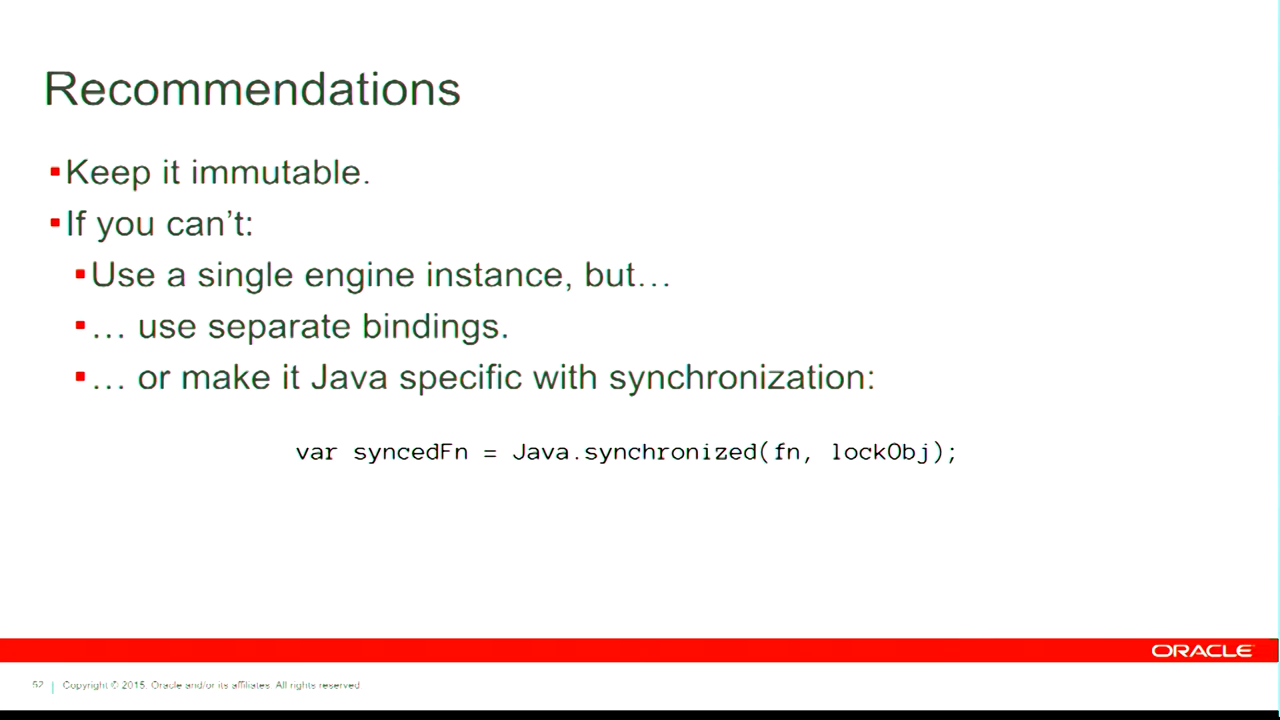 Recommendations
▪Keep it immutable.
▪If you can’t:
▪Use a single engine instance, but…
▪… use separate bindings.
▪… or make it Java specific with synchronization:
var syncedFn = Java.synchronized(fn, lockObj);
ORACLE
52 | Copyright © 2015, Oracle and/or its affiliates. All rights reserved